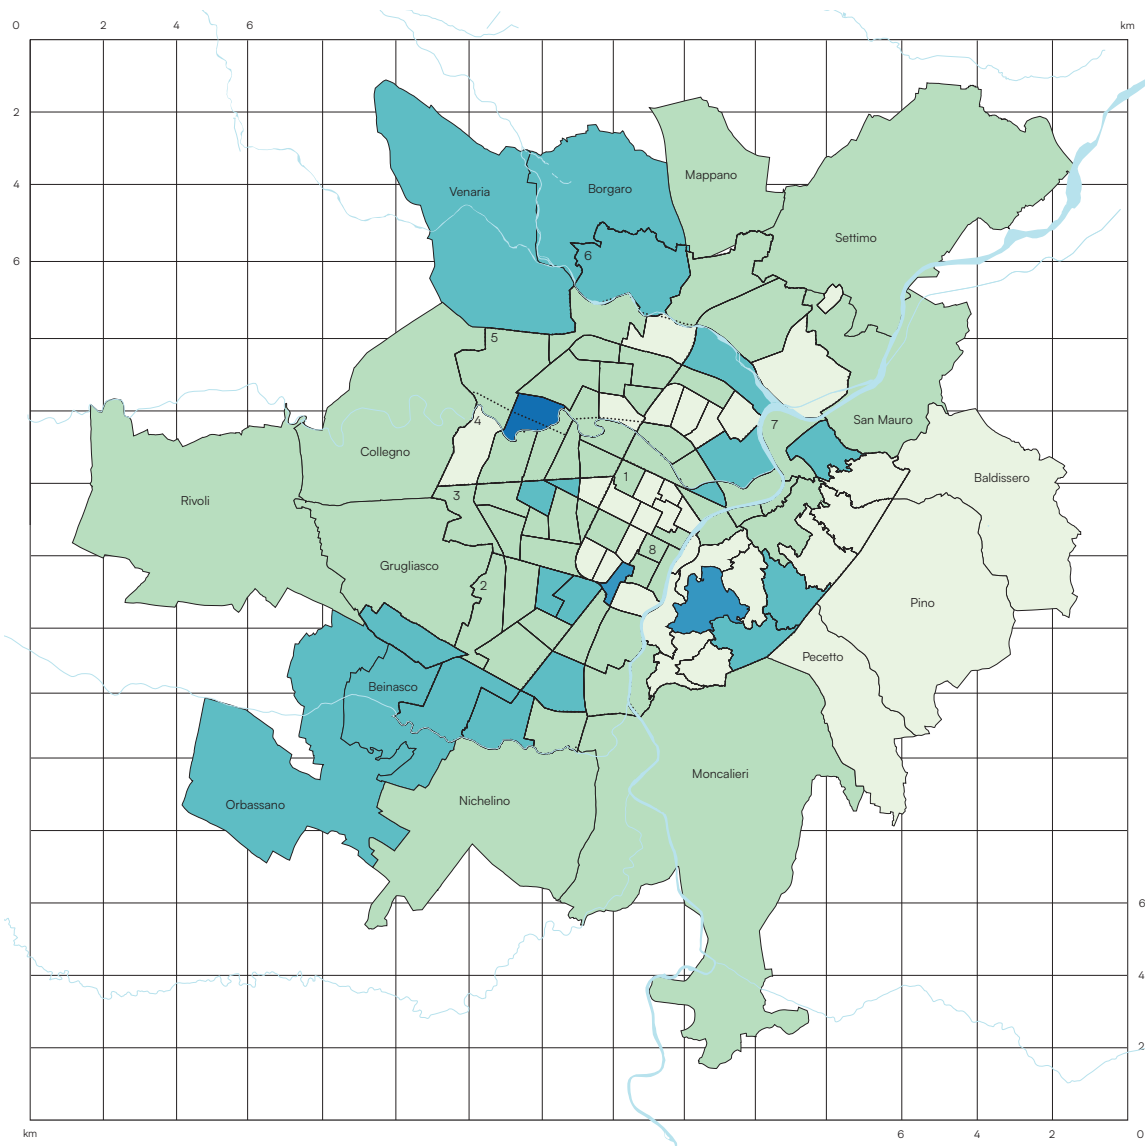 0 2 4 6 km
2
4
Mappano
Venaria
Borgaro
Settimo
6
6
5
4
7
San Mauro
Collegno
Baldissero
1
3
Rivoli
8
Grugliasco
2
Pino
Pecetto
Beinasco
Moncalieri
Nichelino
Orbassano
6
4
2
km 6 4 2 0